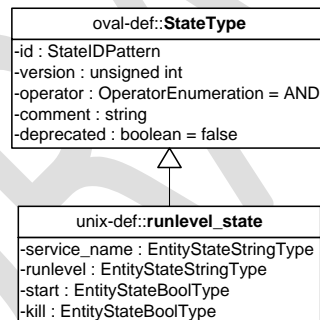 oval-def::StateType
-id : StateIDPattern
-version : unsigned int
-operator : OperatorEnumeration = AND
-comment : string
-deprecated : boolean = false
unix-def::runlevel_state
-service_name : EntityStateStringType
-runlevel : EntityStateStringType
-start : EntityStateBoolType
-kill : EntityStateBoolType